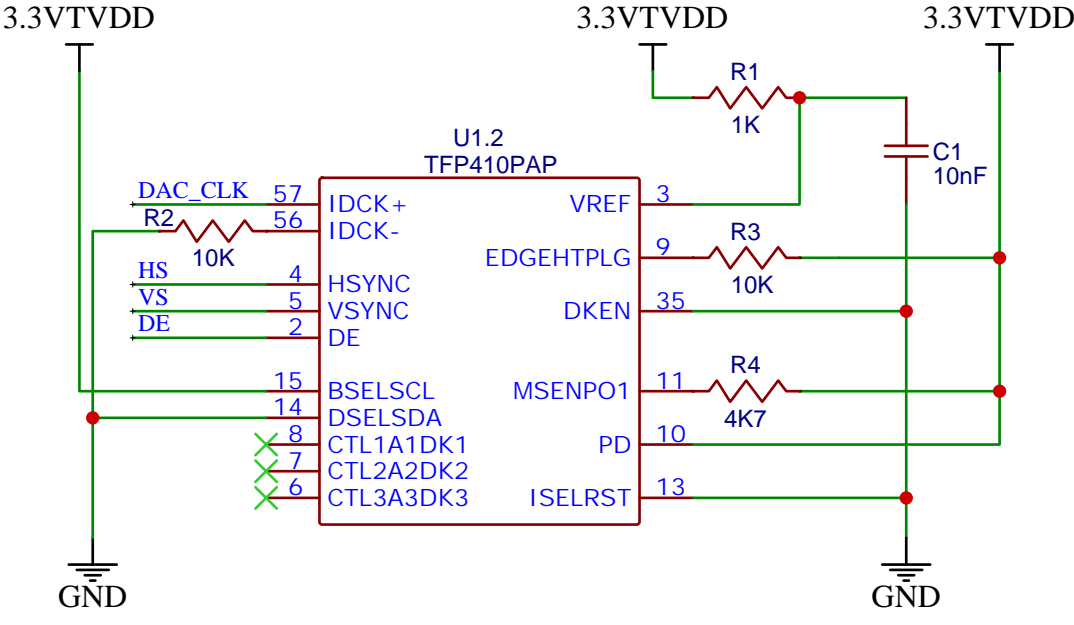 3.3VTVDD
3.3VTVDD
3.3VTVDD
R1
1K
C1
10nF
U1.2
TFP410PAP
DAC_CLK 57 IDCK+
R2 56 IDCK-
10K
HS 4 HSYNC
VS 5 VSYNC
DE 2 DE
15 BSELSCL
14 DSELSDA
8 CTL1A1DK1
7 CTL2A2DK2
6 CTL3A3DK3
VREF 3
EDGEHTPLG 9 R3
10K
DKEN 35
MSENPO1 11 R4
4K7
PD 10
ISELRST 13
GND
GND